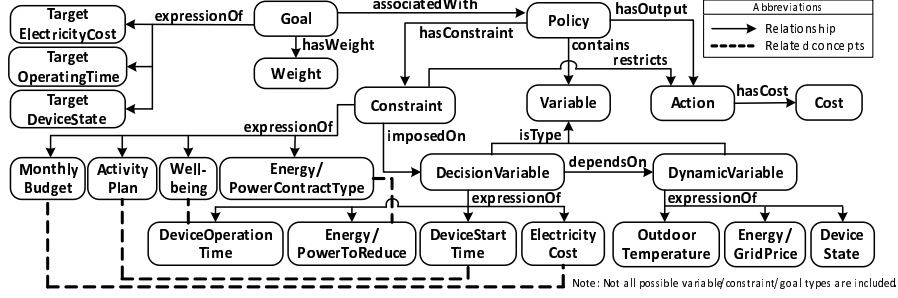 Target
ElectricityCost
expressionOf
Goal
associatedWith
Policy
hasOutput
Abbreviations
Relationship
Related concepts
hasWeight
hasConstraint
contains
restricts
Target
OperatingTime
Weight
Target
DeviceState
Constraint
Variable
Action
hasCost
Cost
expressionOf
imposedOn
isType
Monthly
Budget
Activity
Plan
Well-
being
Energy/
PowerContractType
DecisionVariable
dependsOn
DynamicVariable
expressionOf
expressionOf
DeviceOperation
Time
Energy/
PowerToReduce
DeviceStart
Time
Electricity
Cost
Outdoor
Temperature
Energy/
GridPrice
Device
State
Note: Not all possible variable/constraint/goal types are included.